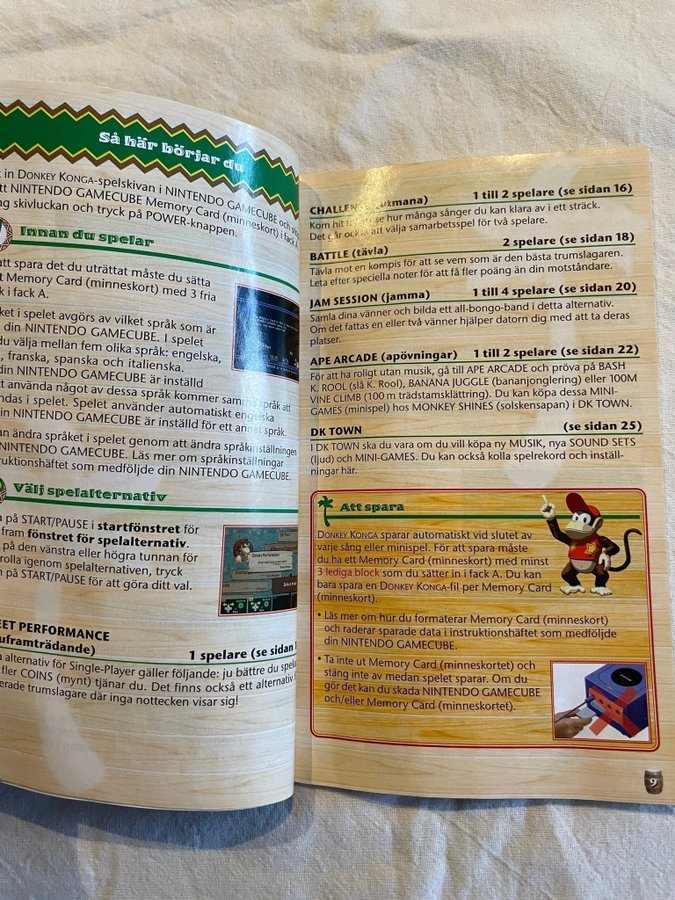 Så här börjar du
in DONKEY KONGA-spelskivan i NINTENDO GAMECUBE och
tt NINTENDO GAMECUBE Memory Card (minneskort) i fack A.
ng skivluckan och tryck på POWER-knappen.
Innan du spelar
att spara det du uträttat måste du sätta
t Memory Card (minneskort) med 3 fria
k i fack A.
ket i spelet avgörs av vilket språk som är
din NINTENDO GAMECUBE. I spelet
du välja mellan fem olika språk: engelska,
, franska, spanska och italienska.
din NINTENDO GAMECUBE är inställd
att använda något av dessa språk kommer samma språk att
ndas i spelet. Spelet använder automatiskt engelska
din NINTENDO GAMECUBE är inställd för ett annat språk.
an ändra språket i spelet genom att ändra språkinställningen
NINTENDO GAMECUBE. Läs mer om språkinställningar
ruktionshäftet som medföljde din NINTENDO GAMECUBE.
Välj spelalternativ
a på START/PAUSE i startfönstret för
fram fönstret för spelalternativ.
på den vänstra eller högra tunnan för
rolla igenom spelalternativen, tryck
n på START/PAUSE för att göra ditt val.
EET PERFORMANCE
uframträdande) 1 spelare (se sidan
a alternativ för Single-Player gäller följande: ju bättre du
fler COINS (mynt) tjänar du. Det finns också ett alternativ
erade trumslagare där inga nottecken visar sig!
1 till 2 spelare (se sidan 16)
Kom hit se hur många sånger du kan klara av i ett sträck.
Det går också att välja samarbetsspel för två spelare.
BATTLE (tävla) 2 spelare (se sidan 18)
Tävla mot en kompis för att se vem som är den bästa trumslagaren.
Leta efter speciella noter för att få fler poäng än din motståndare.
JAM SESSION (jamma) 1 till 4 spelare (se sidan 20)
Samla dina vänner och bilda ett all-bongo-band i detta alternativ.
Om det fattas en eller två vänner hjälper datorn dig med att ta deras
platser.
APE ARCADE (apövningar) 1 till 2 spelare (se sidan 22)
För att ha roligt utan musik, gå till APE ARCADE och pröva på BASH
K. ROOL (slå K. Rool), BANANA JUGGLE (bananjonglering) eller 100M
VINE CLIMB (100 m trädstamsklättring). Du kan köpa dessa MINI-
GAMES (minispel) hos MONKEY SHINES (solskensapan) i DK TOWN.
DK TOWN (se sidan 25)
I DK TOWN ska du vara om du vill köpa ny MUSIK, nya SOUND SETS
(ljud) och MINI-GAMES. Du kan också kolla spelrekord och inställ-
ningar här.
Att spara
DONKEY KONGA sparar automatiskt vid slutet av
varje sång eller minispel. För att spara måste
du ha ett Memory Card (minneskort) med minst
3 lediga block som du sätter in i fack A. Du kan
bara spara en DONKEY KONGA-fil per Memory Card
(minneskort).
• Läs mer om hur du formaterar Memory Card (minneskort)
och raderar sparade data i instruktionshäftet som medföljde
din NINTENDO GAMECUBE.
• Ta inte ut Memory Card (minneskortet) och
stäng inte av medan spelet sparar. Om du
gör det kan du skada NINTENDO GAMECUBE
och/eller Memory Card (minneskortet).
9